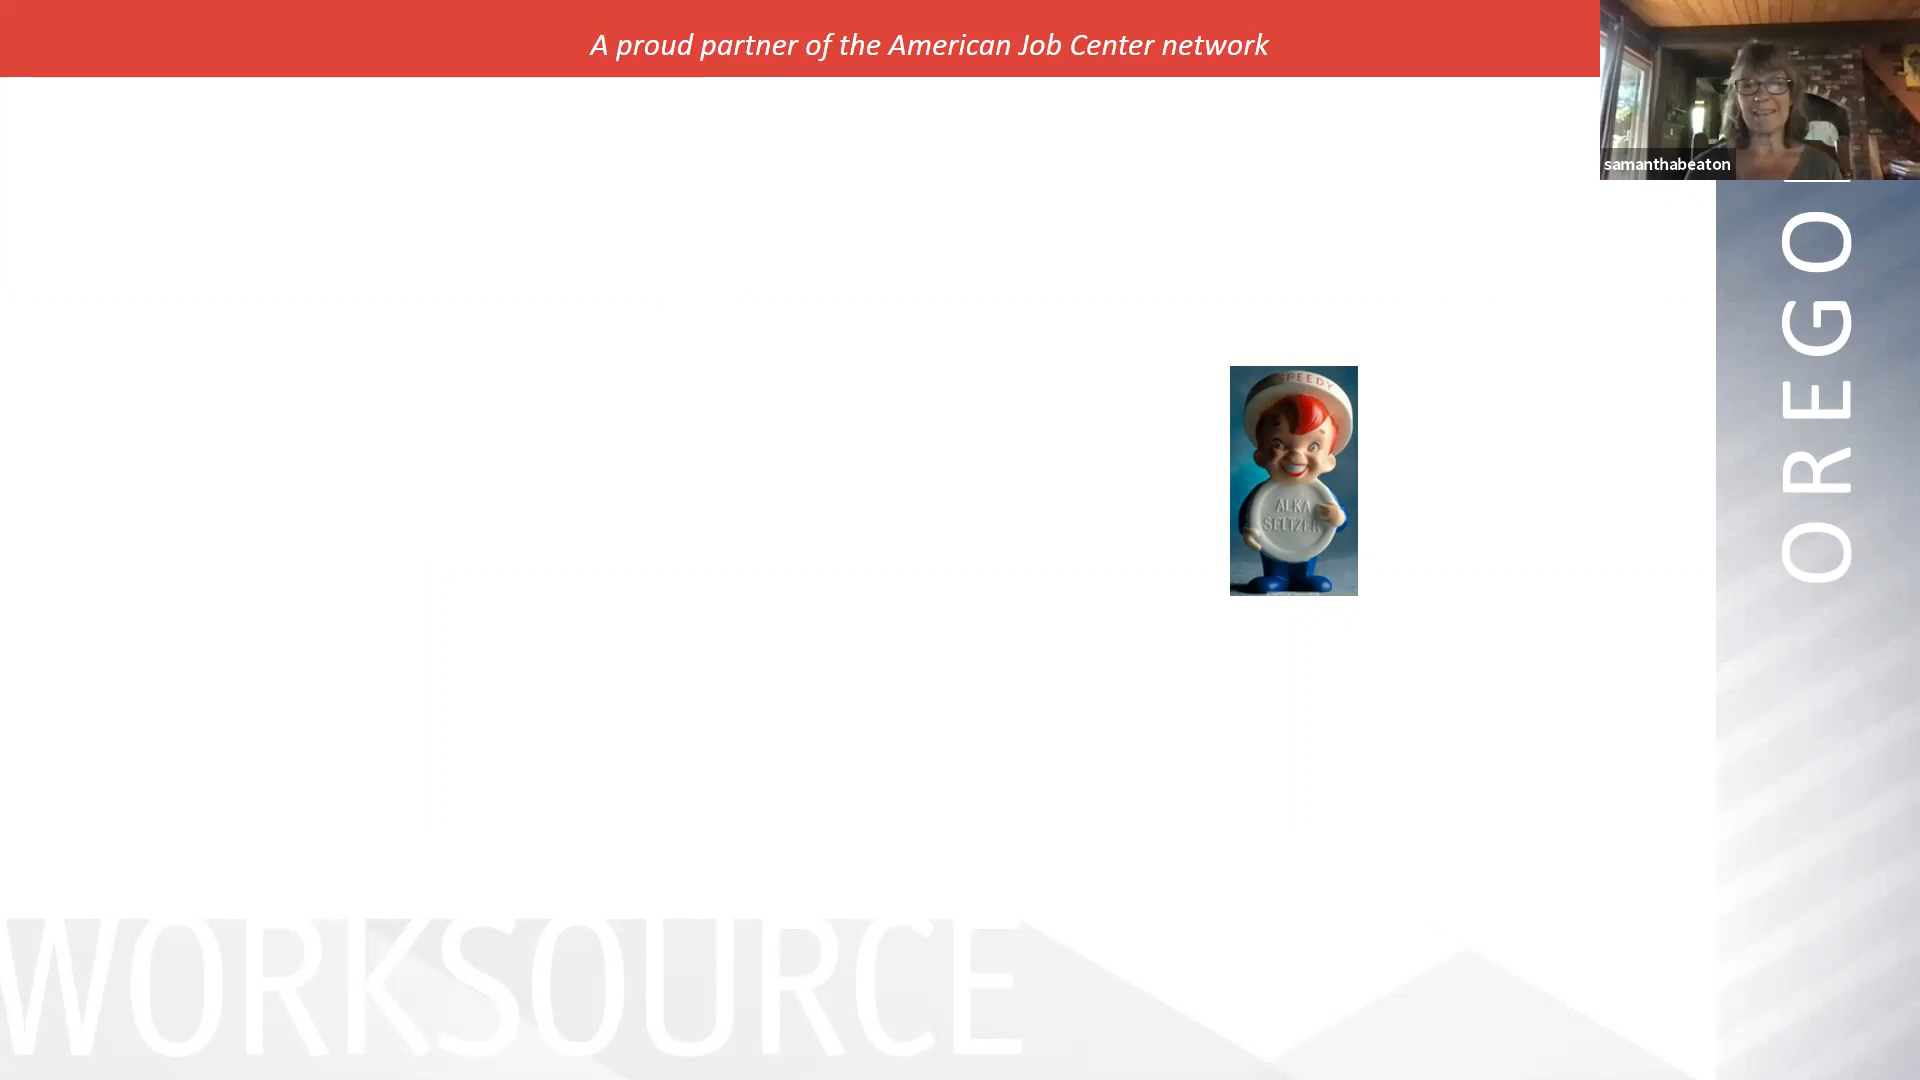 A proud partner of the American Job Center network
samanthabeaton
OREGO
SPEEDY
ALKA
SELTZER
WORKSOURCE